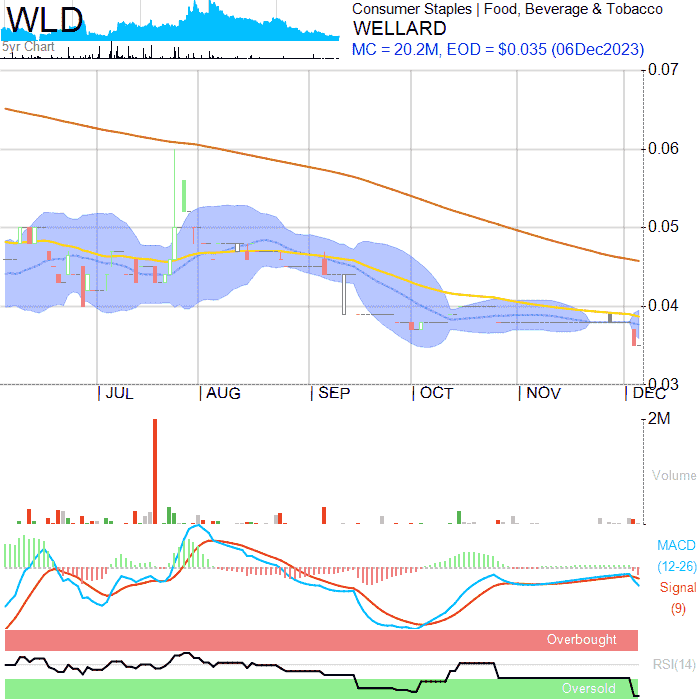 WLD
5yr Chart
Consumer Staples | Food, Beverage & Tobacco
WELLARD
MC = 20.2M, EOD = $0.035 (06Dec2023)
0.07
0.06
0.05
0.04
0.03
JUL
AUG
SEP
OCT
NOV
DEC
2M
Volume
MACD
(12-26)
Signal
(9)
Overbought
RSI(14)
Oversold